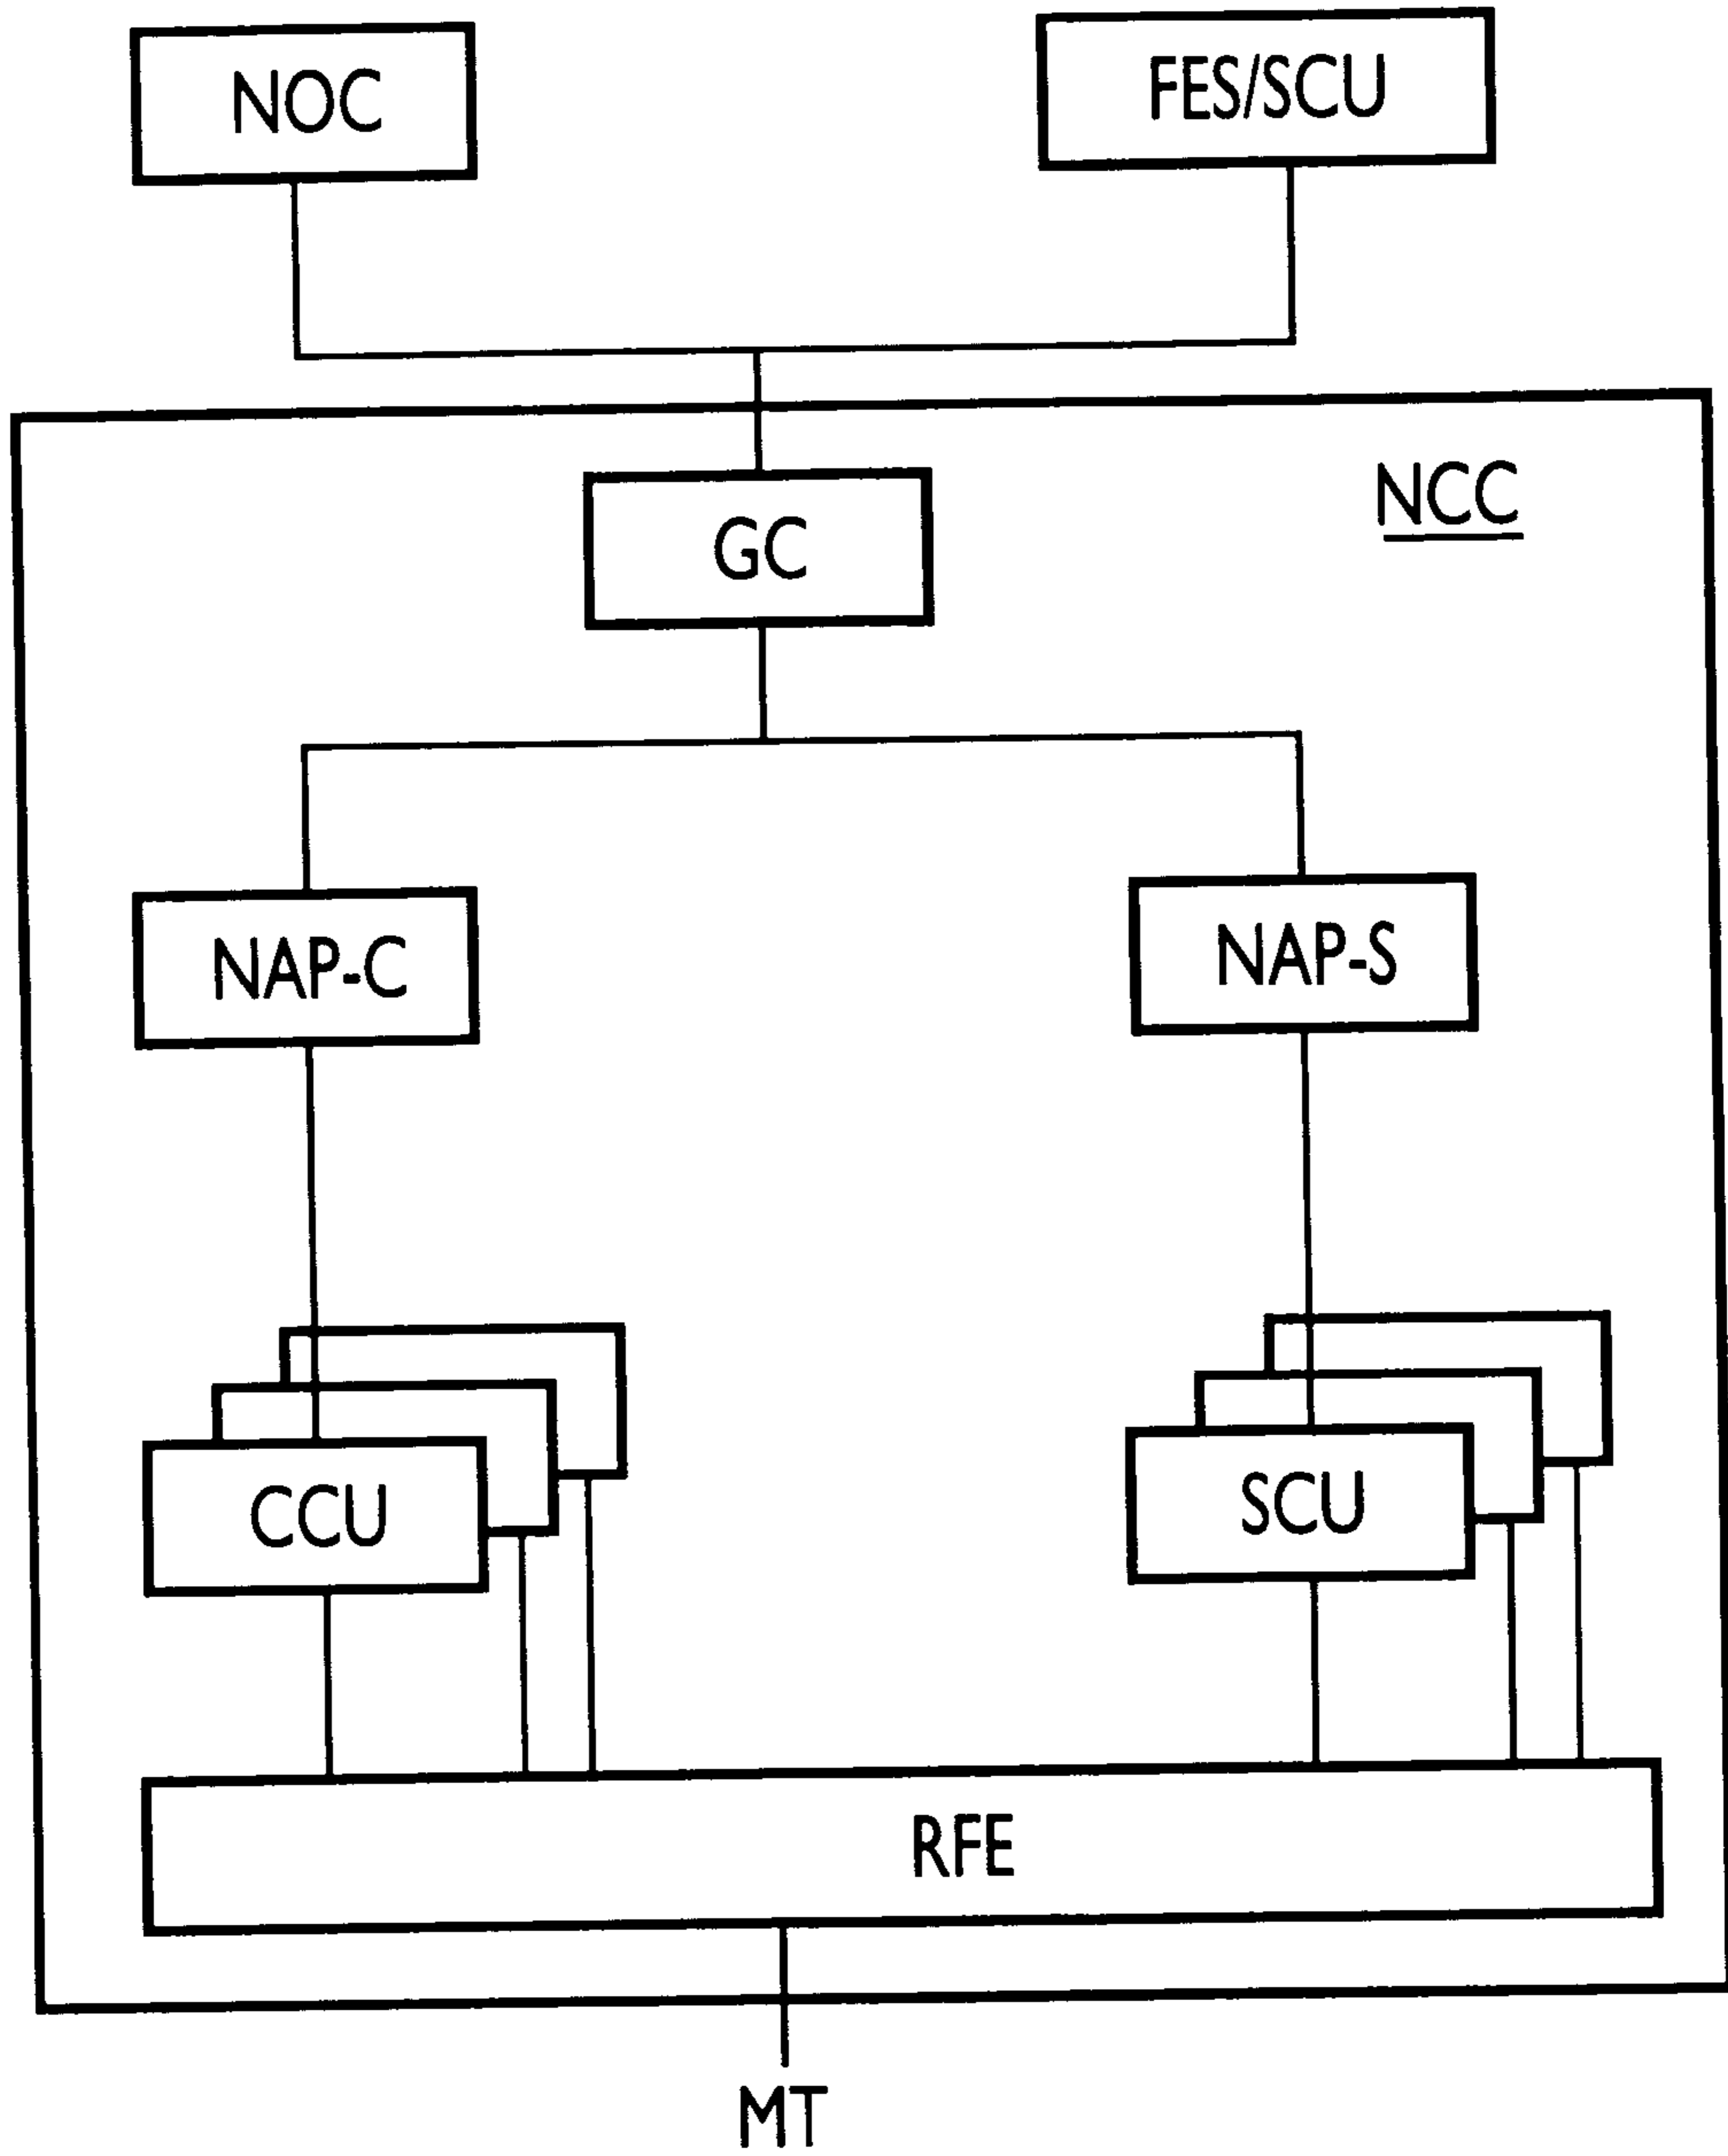 NOC
FES/SCU
NCC
GC
NAP-C
NAP-S
CCU
SCU
RFE
MT